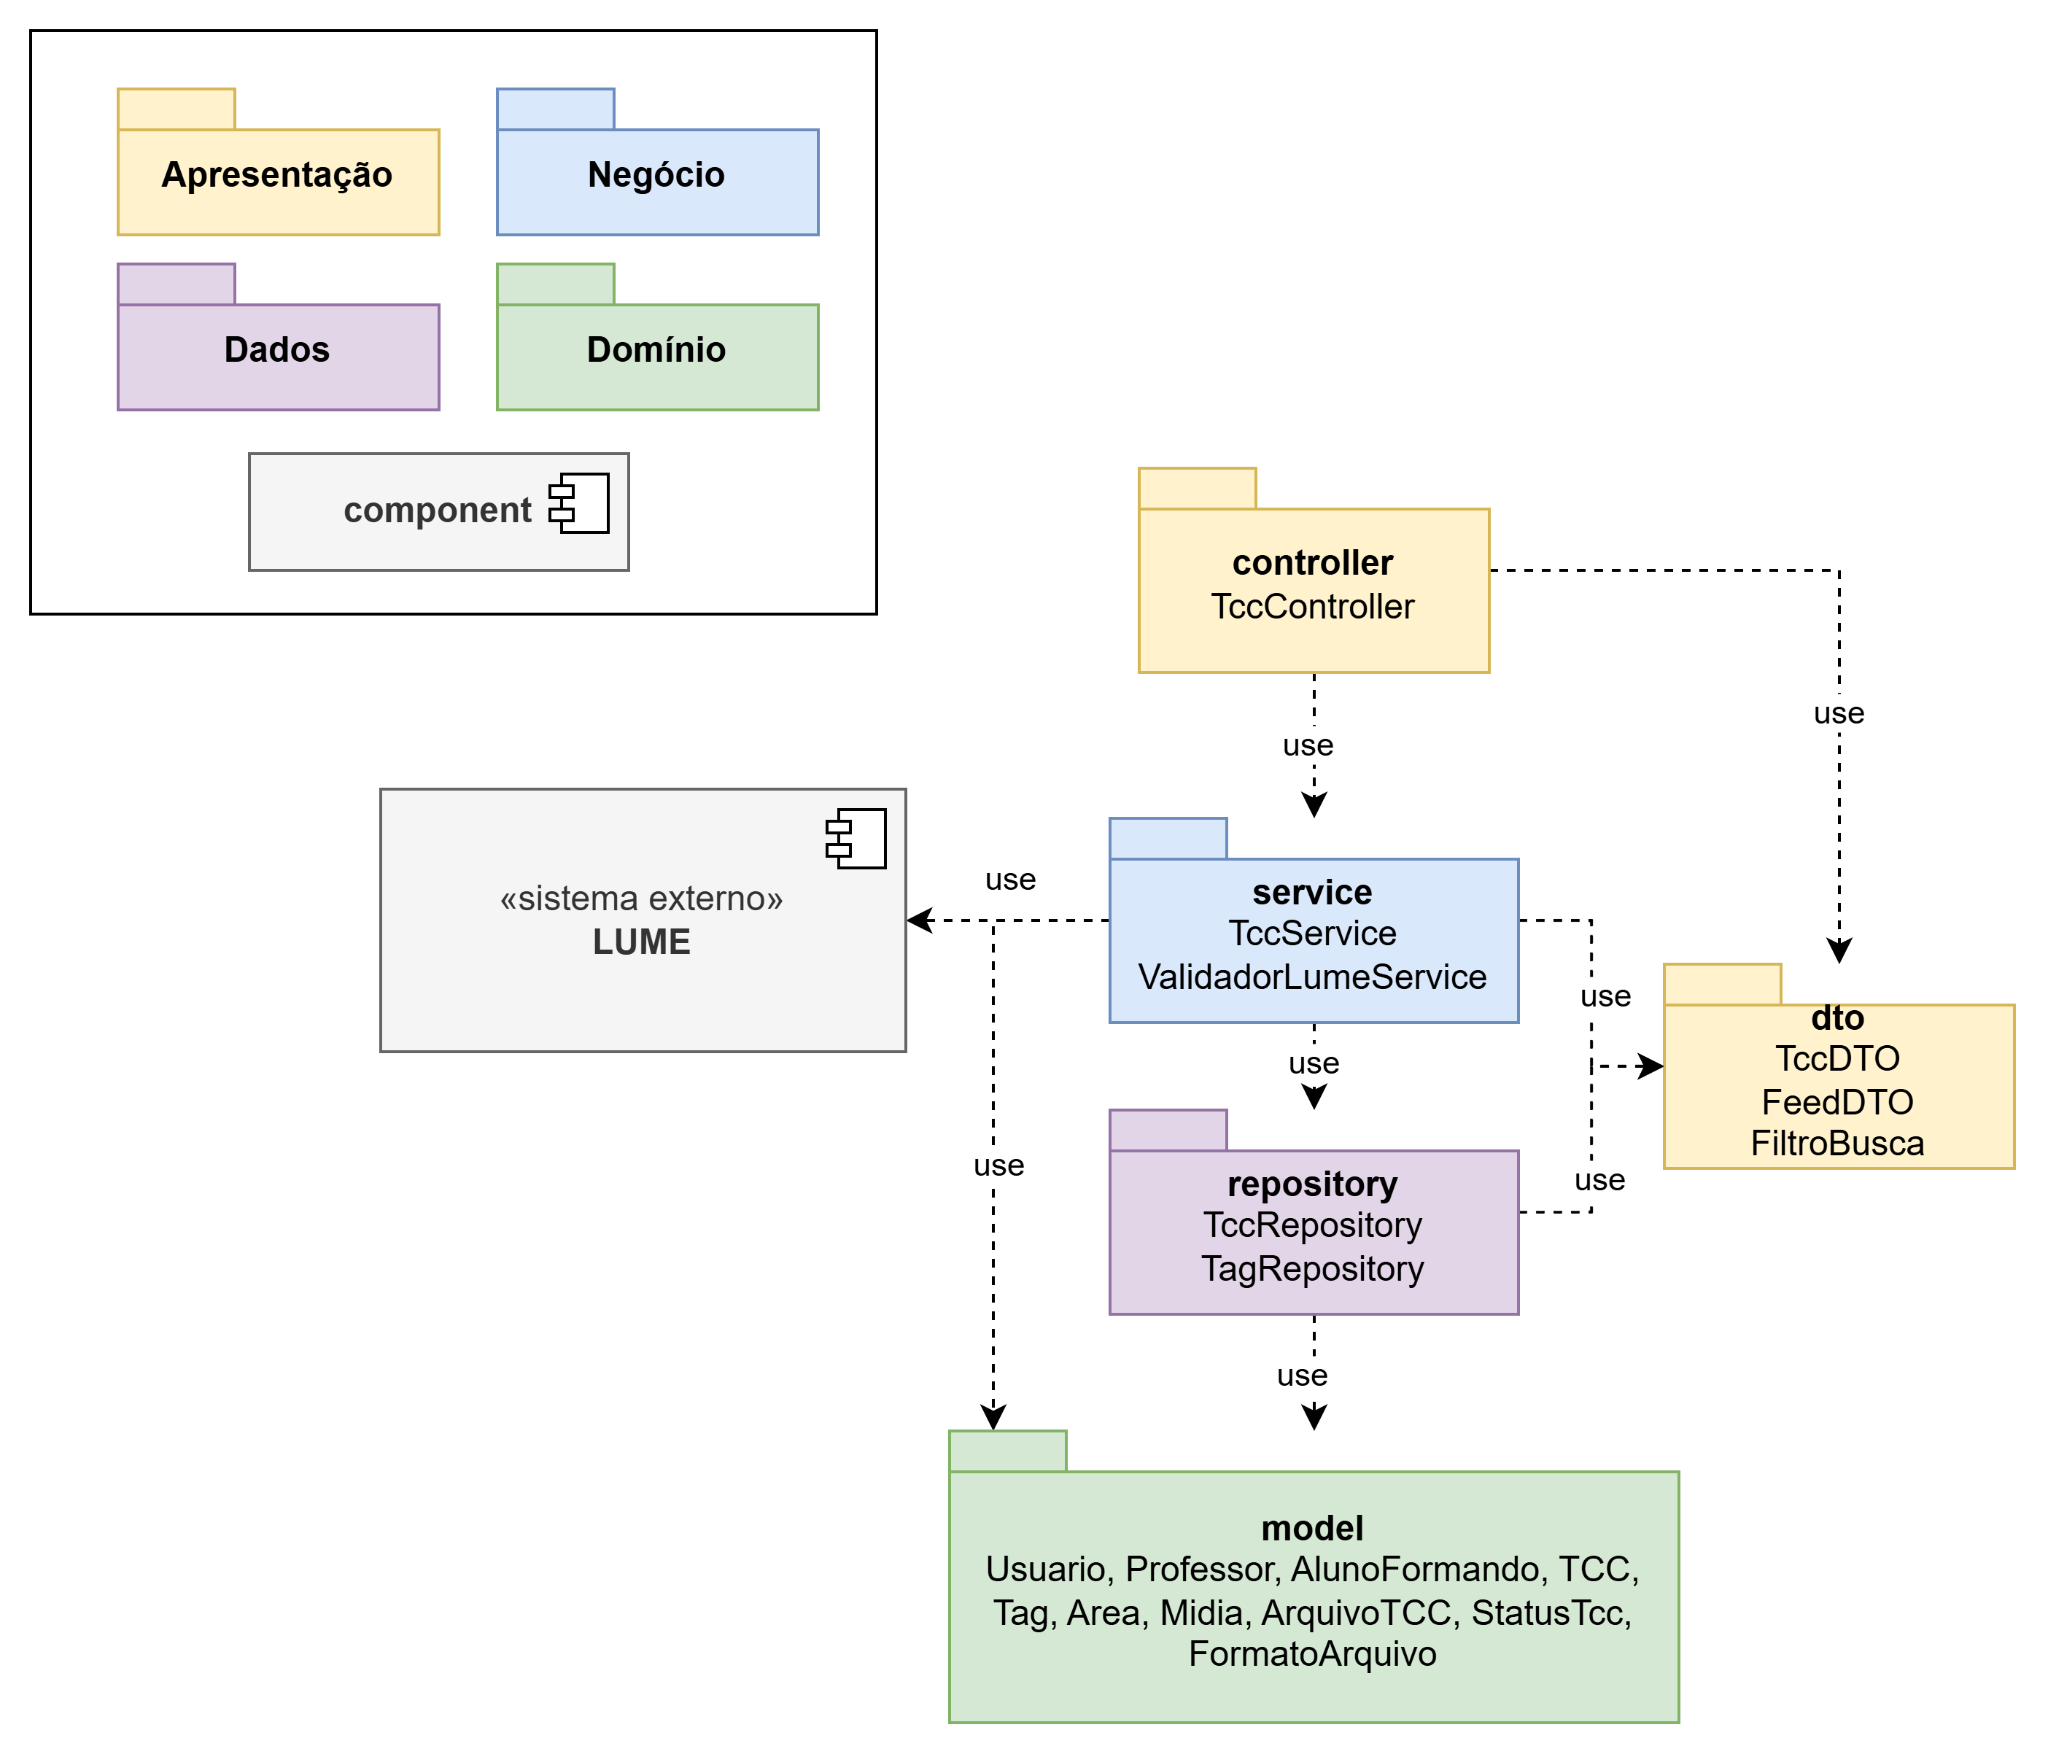 Apresentação
Negócio
Dados
Domínio
component
controller
TccController
use
use
«sistema externo»
LUME
use
service
TccService
ValidadorLumeService
use
use
dto
TccDTO
FeedDTO
FiltroBusca
use
repository
TccRepository
TagRepository
use
use
model
Usuario, Professor, AlunoFormando, TCC,
Tag, Area, Midia, ArquivoTCC, StatusTcc,
FormatoArquivo